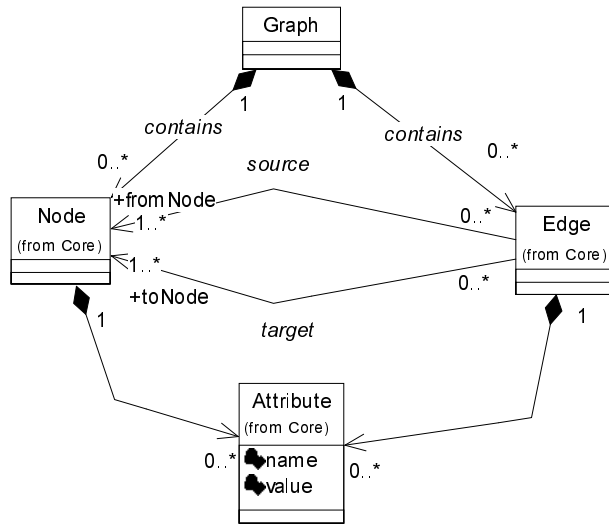 Graph
1
1
contains
contains
0..*
0..*
source
+fromNode
Node
(from Core)
1..*
0..*
Edge
(from Core)
1..*
0..*
+toNode
target
1
1
Attribute
(from Core)
0..*
0..*
name
value